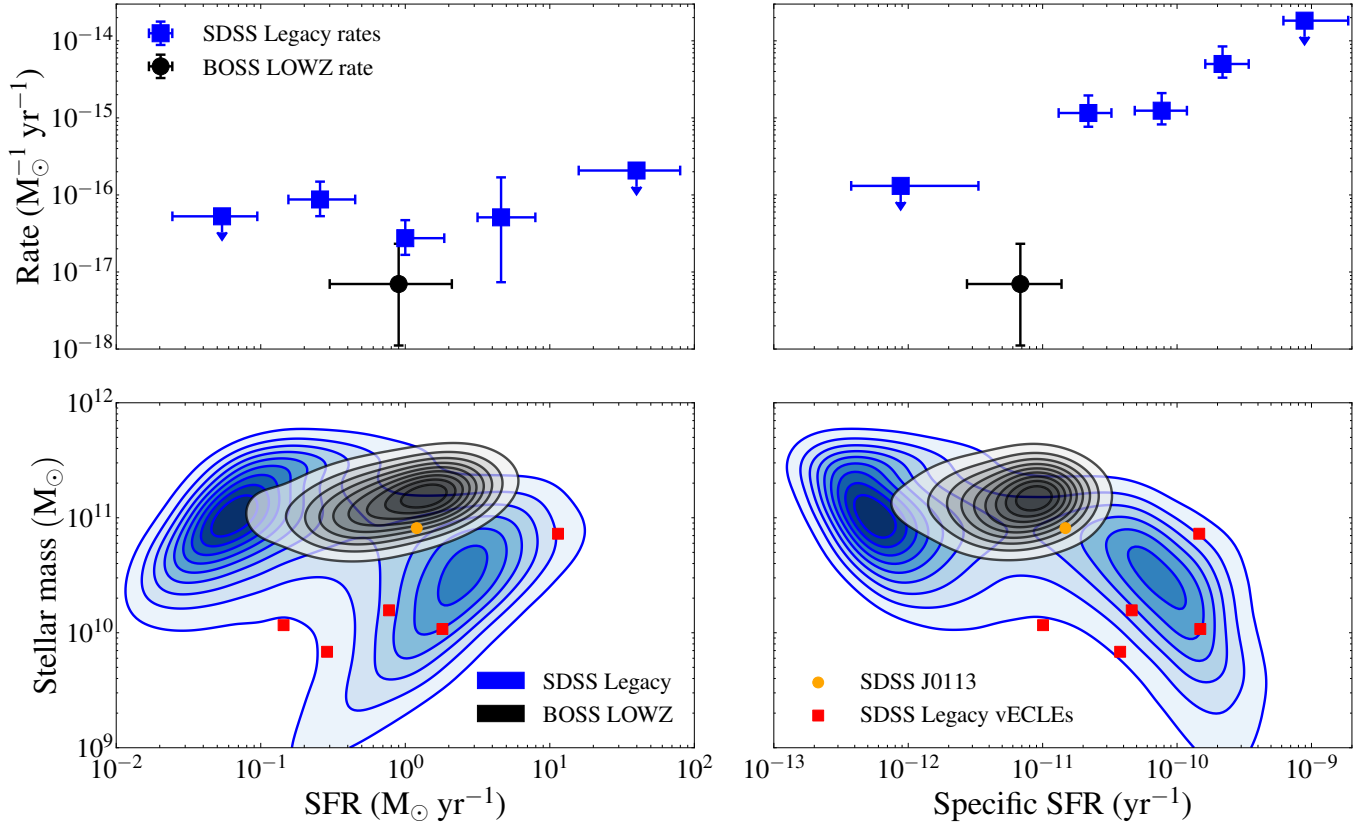 10⁻¹⁴
10⁻¹⁵
10⁻¹⁶
10⁻¹⁷
10⁻¹⁸
Rate (M⊙⁻¹ yr⁻¹)
SDSS Legacy rates
BOSS LOWZ rate
10¹²
10¹¹
10¹⁰
10⁹
Stellar mass (M⊙)
SDSS Legacy
BOSS LOWZ
10⁻² 10⁻¹ 10⁰ 10¹ 10²
SFR (M⊙ yr⁻¹)
SDSS J0113
SDSS Legacy vECLEs
10⁻¹³ 10⁻¹² 10⁻¹¹ 10⁻¹⁰ 10⁻⁹
Specific SFR (yr⁻¹)